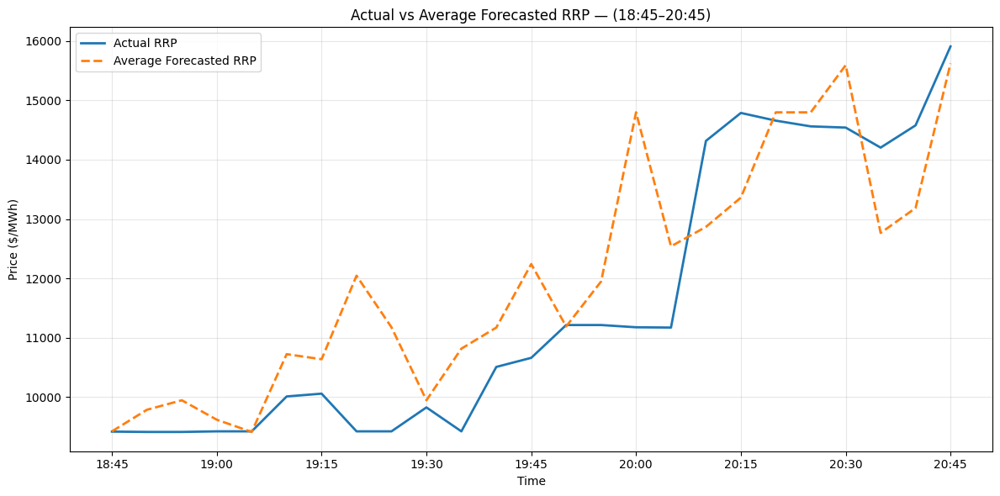 Actual vs Average Forecasted RRP — (18:45–20:45)
Actual RRP
Average Forecasted RRP
Price ($/MWh)
16000
15000
14000
13000
12000
11000
10000
18:45 19:00 19:15 19:30 19:45 20:00 20:15 20:30 20:45
Time